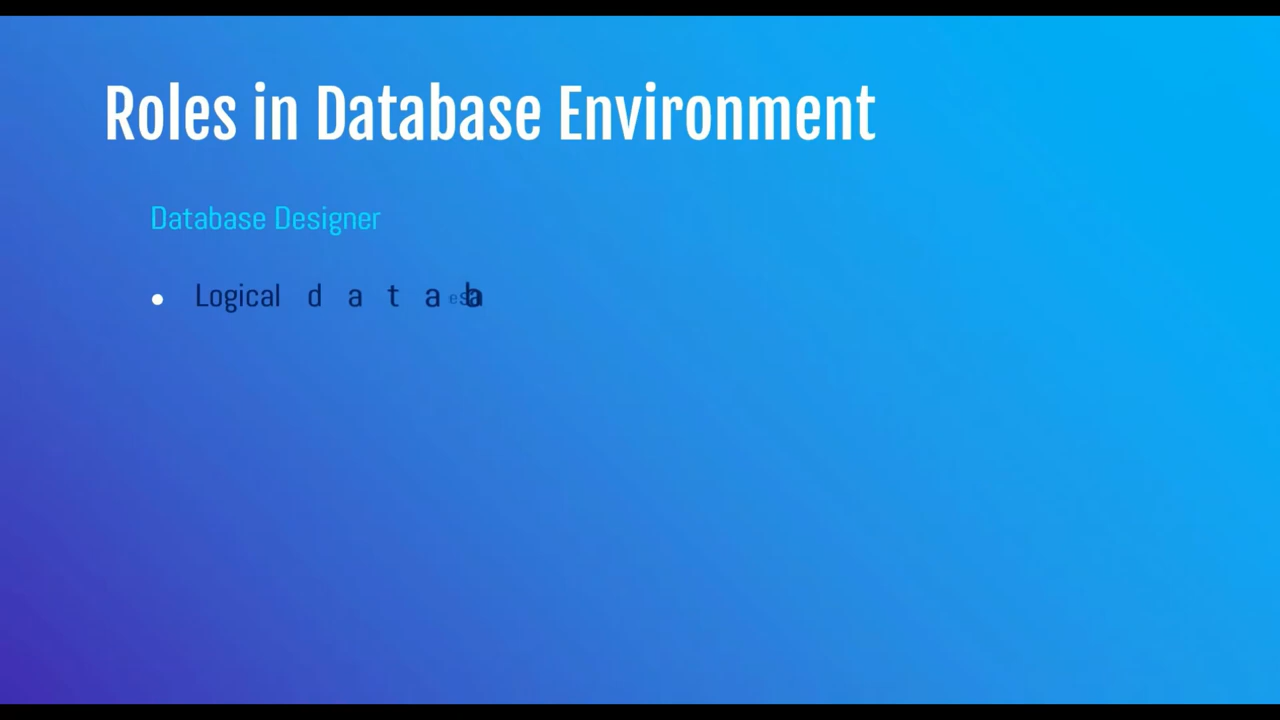 Roles in Database Environment
Database Designer
• Logical